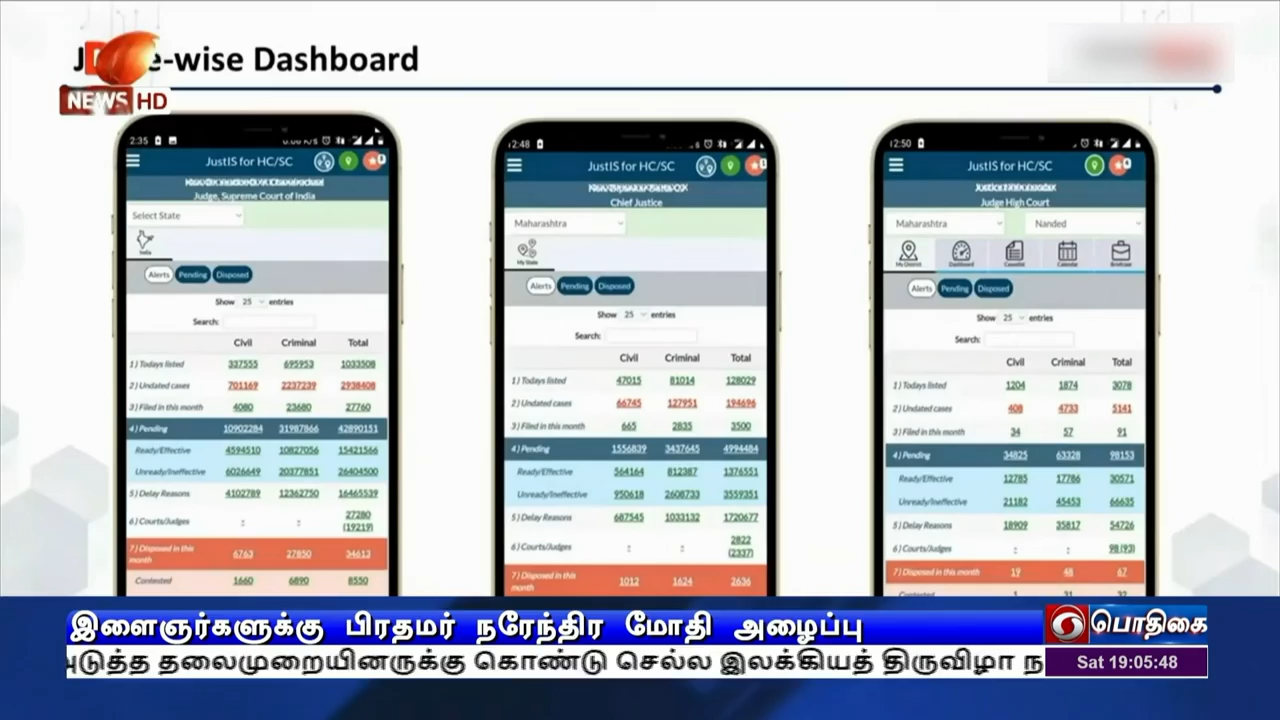 -wise Dashboard
NEWS HD
2:35
JustIS for HC/SC
Judge, Supreme Court of India
Select State
India
Alerts Pending Disposed
Show 25 entries
Search:
Civil Criminal Total
1) Todays listed 337555 695953 1033508
2) Undated cases 701169 2237239 2938408
3) Filed in this month 4080 23680 27760
4) Pending 10902284 31987866 42890151
Ready/Effective 4594510 10827056 15421566
Unready/Ineffective 6026649 20377851 26404500
5) Delay Reasons 4102789 12362750 16465539
6) Courts/Judges - - 27280
(19219)
7) Disposed in this
month 6763 27850 34613
Contested 1660 6890 8550
12:48
JustIS for HC/SC
Chief Justice
Maharashtra
My State
Alerts Pending Disposed
Show 25 entries
Search:
Civil Criminal Total
1) Todays listed 47015 81014 128029
2) Undated cases 66745 127951 194696
3) Filed in this month 665 2835 3500
4) Pending 1556839 3437645 4994484
Ready/Effective 564164 812387 1376551
Unready/Ineffective 950618 2608733 3559351
5) Delay Reasons 687545 1033132 1720677
6) Courts/Judges - - 2822
(2337)
7) Disposed in this
month 1012 1624 2636
12:50
JustIS for HC/SC
Judge High Court
Maharashtra Nanded
My District Dashboard Causelist Calendar Briefcase
Alerts Pending Disposed
Show 25 entries
Search:
Civil Criminal Total
1) Todays listed 1204 1874 3078
2) Undated cases 408 4733 5141
3) Filed in this month 34 57 91
4) Pending 34825 63328 98153
Ready/Effective 12785 17786 30571
Unready/Ineffective 21182 45453 66635
5) Delay Reasons 18909 35817 54726
6) Courts/Judges - - 98 (93)
7) Disposed in this month 19 48 67
இளைஞர்களுக்கு பிரதமர் நரேந்திர மோதி அழைப்பு
பொதிகை
அடுத்த தலைமுறையினருக்கு கொண்டு செல்ல இலக்கியத் திருவிழா ந
Sat 19:05:48